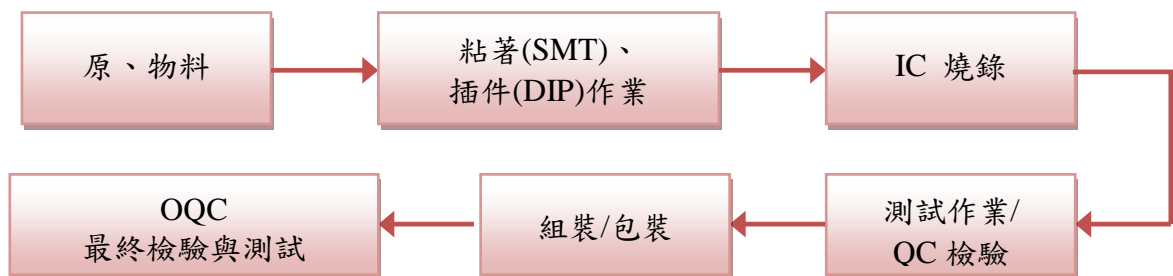 原、物料
粘著(SMT)、
插件(DIP)作業
IC 燒錄
測試作業/
QC 檢驗
組裝/包裝
OQC
最終檢驗與測試